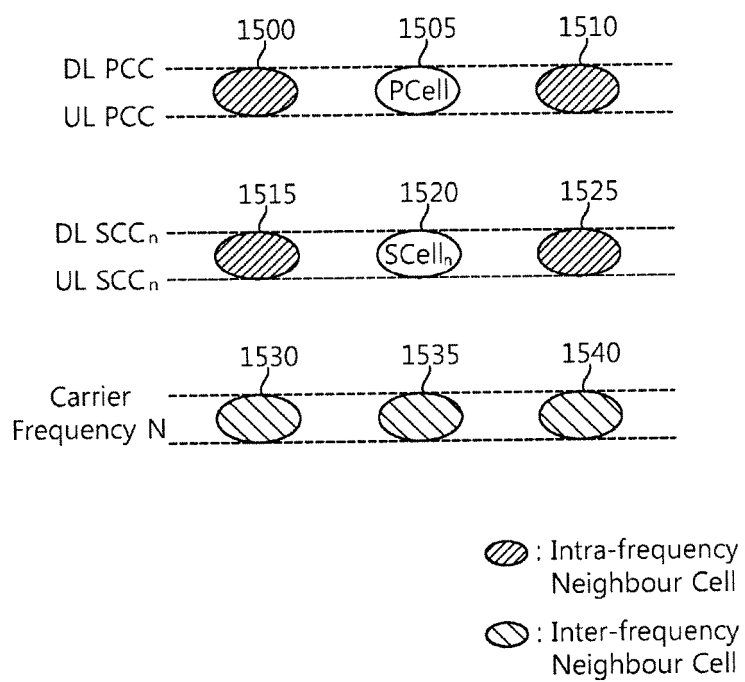 1500 1505 1510
DL PCC
PCell
UL PCC
1515 1520 1525
DL SCCn
SCelln
UL SCCn
1530 1535 1540
Carrier
Frequency N
: Intra-frequency
Neighbour Cell
: Inter-frequency
Neighbour Cell